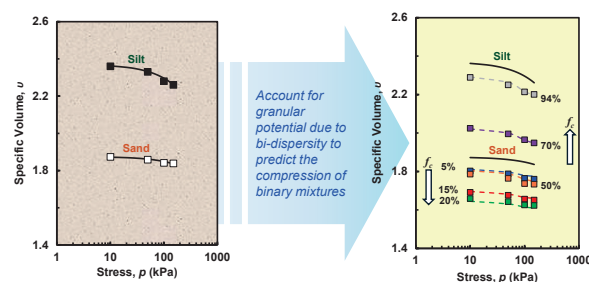 2.6
2.2
1.8
1.4
Specific Volume, υ
Silt
Sand
1
10
100
1000
Stress, p (kPa)
Account for
granular
potential due to
bi-dispersity to
predict the
compression of
binary mixtures
2.6
2.2
1.8
1.4
Specific Volume, υ
Silt
94%
70%
fc
Sand
fc
5%
50%
15%
20%
1
10
100
1000
Stress, p (kPa)